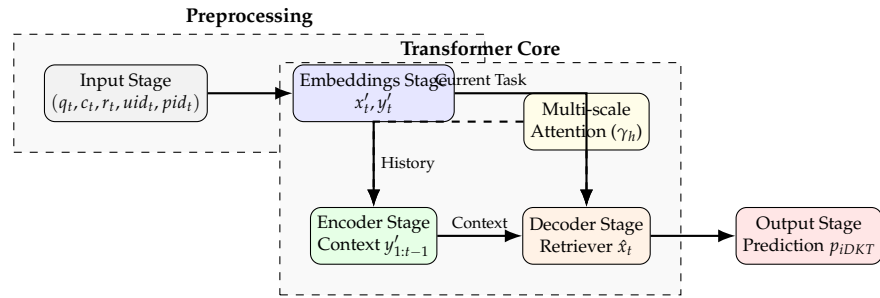 Preprocessing
Transformer Core
Input Stage
(q_t, c_t, r_t, uid_t, pid_t)
Embeddings Stage
x′_t, y′_t
Current Task
Multi-scale
Attention (γ_h)
History
Encoder Stage
Context y′_{1:t−1}
Context
Decoder Stage
Retriever x̂_t
Output Stage
Prediction p_{iDKT}